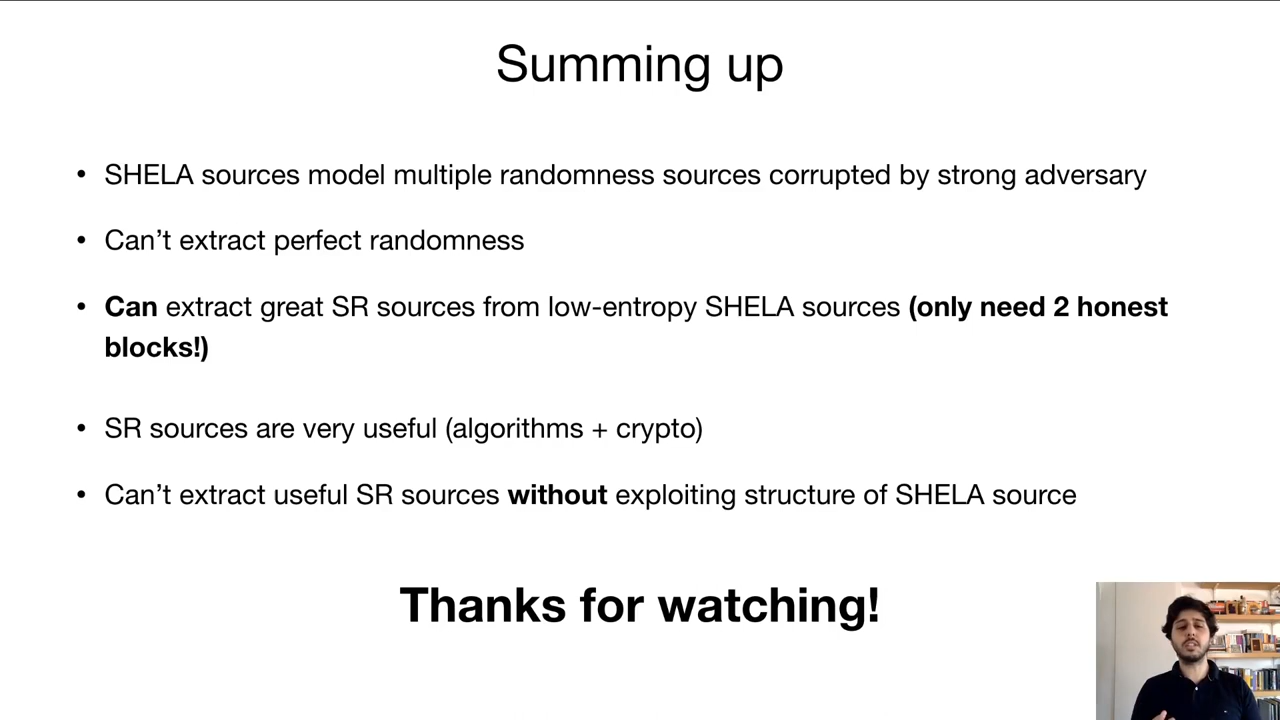 Summing up
• SHELA sources model multiple randomness sources corrupted by strong adversary
• Can’t extract perfect randomness
• Can extract great SR sources from low-entropy SHELA sources (only need 2 honest
blocks!)
• SR sources are very useful (algorithms + crypto)
• Can’t extract useful SR sources without exploiting structure of SHELA source
Thanks for watching!